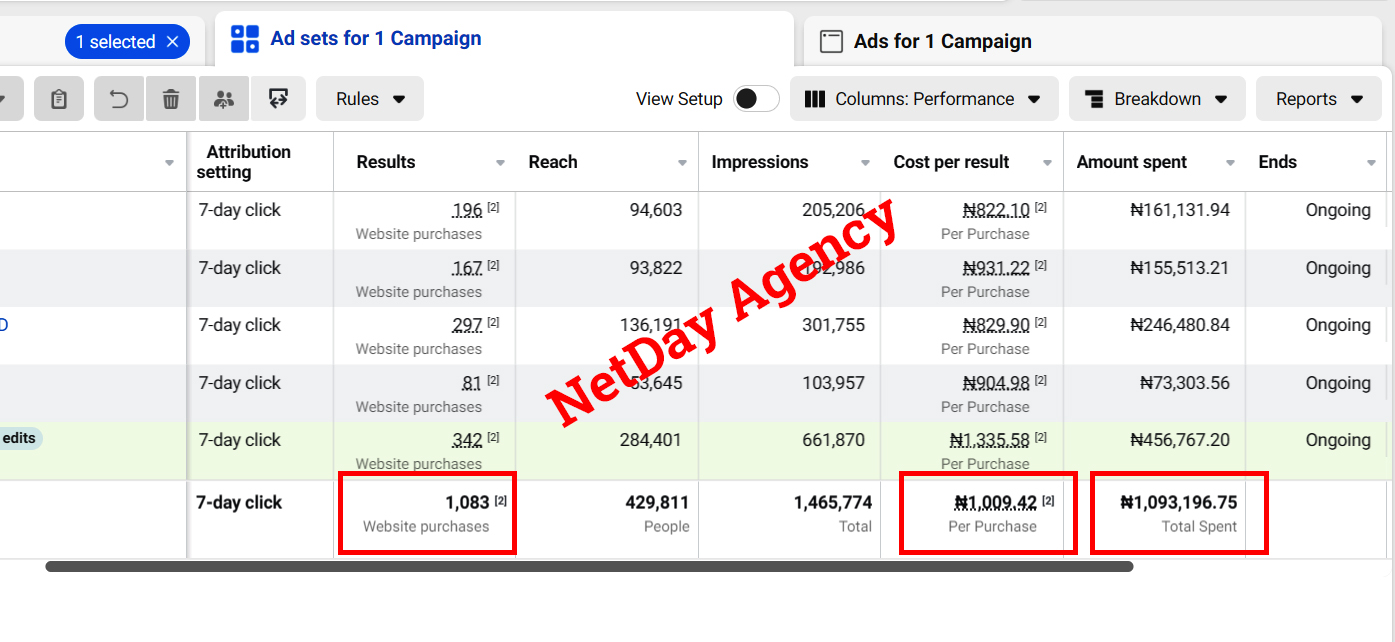 1 selected ×
Ad sets for 1 Campaign
Ads for 1 Campaign
Rules
View Setup
Columns: Performance
Breakdown
Reports
Attribution
setting
Results
Reach
Impressions
Cost per result
Amount spent
Ends
7-day click 196 [2] 94,603 205,206 ₦822.10 [2] ₦161,131.94 Ongoing
Website purchases Per Purchase
7-day click 167 [2] 93,822 192,986 ₦931.22 [2] ₦155,513.21 Ongoing
Website purchases Per Purchase
D 7-day click 297 [2] 136,191 301,755 ₦829.90 [2] ₦246,480.84 Ongoing
Website purchases Per Purchase
7-day click 81 [2] 53,645 103,957 ₦904.98 [2] ₦73,303.56 Ongoing
Website purchases Per Purchase
edits 7-day click 342 [2] 284,401 661,870 ₦1,335.58 [2] ₦456,767.20 Ongoing
Website purchases Per Purchase
7-day click 1,083 [2] 429,811 1,465,774 ₦1,009.42 [2] ₦1,093,196.75
Website purchases People Total Per Purchase Total Spent
NetDay Agency